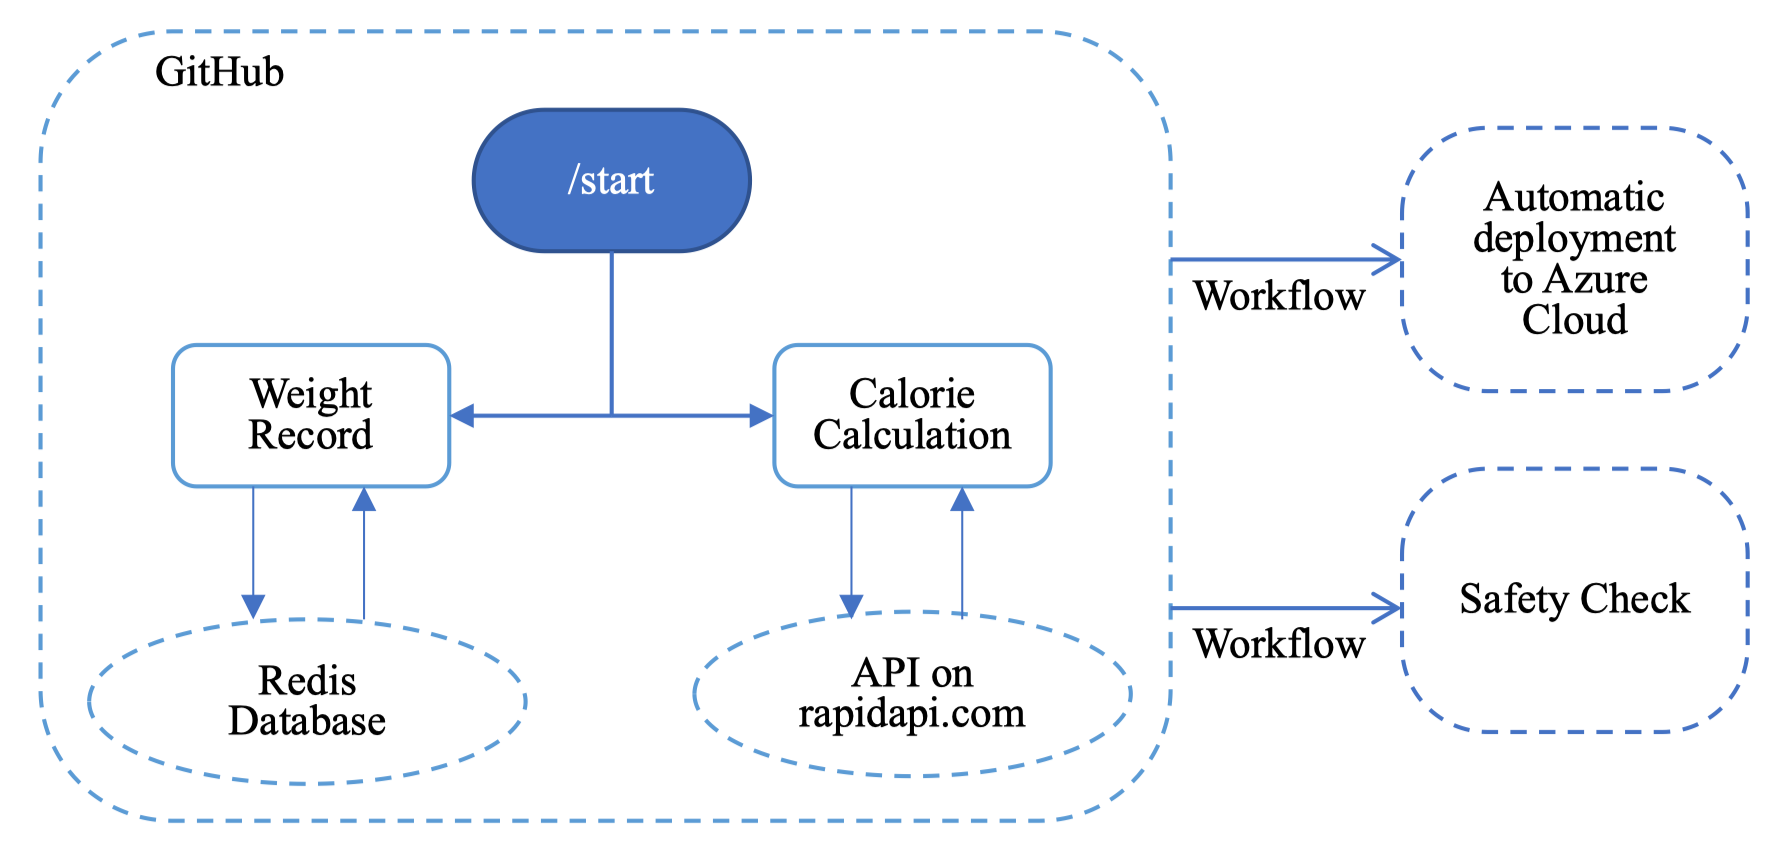 GitHub
/start
Weight
Record
Calorie
Calculation
Redis
Database
API on
rapidapi.com
Workflow
Automatic
deployment
to Azure
Cloud
Workflow
Safety Check